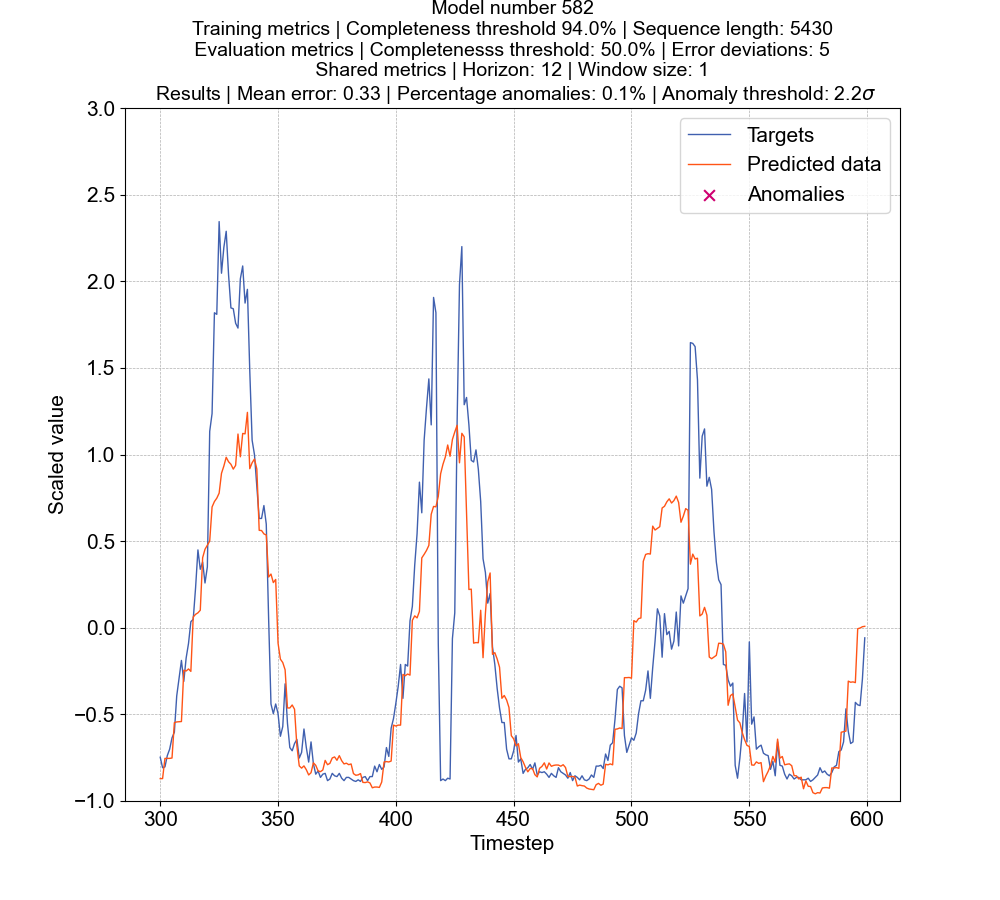 Model number 582
Training metrics | Completeness threshold 94.0% | Sequence length: 5430
Evaluation metrics | Completenesss threshold: 50.0% | Error deviations: 5
Shared metrics | Horizon: 12 | Window size: 1
Results | Mean error: 0.33 | Percentage anomalies: 0.1% | Anomaly threshold: 2.2σ
3.0
2.5
2.0
1.5
1.0
0.5
0.0
−0.5
−1.0
Scaled value
Targets
Predicted data
Anomalies
300
350
400
450
500
550
600
Timestep